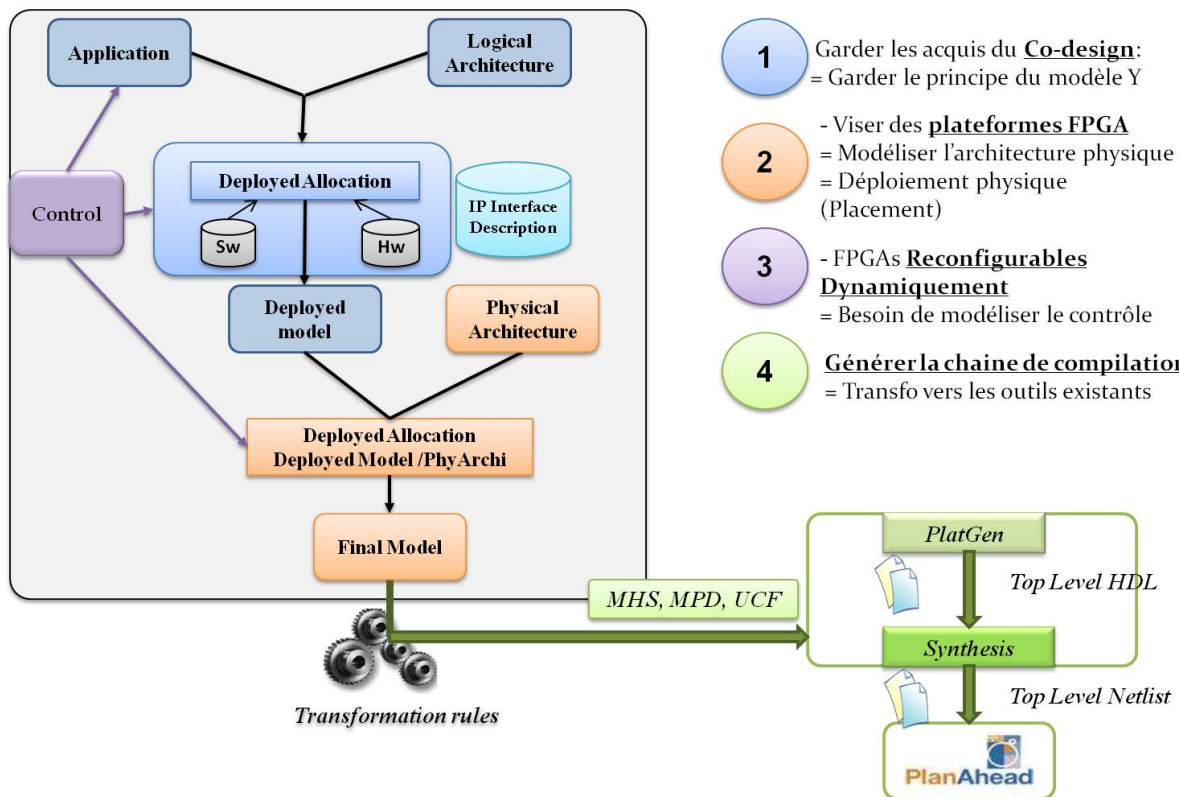 Application
Logical
Architecture
Control
Deployed Allocation
Sw
Hw
IP Interface
Description
Deployed
model
Physical
Architecture
Deployed Allocation
Deployed Model /PhyArchi
Final Model
Transformation rules
1
Garder les acquis du Co-design:
= Garder le principe du modèle Y
2
- Viser des plateformes FPGA
= Modéliser l'architecture physique
= Déploiement physique
(Placement)
3
- FPGAs Reconfigurables
Dynamiquement
= Besoin de modéliser le contrôle
4
Générer la chaine de compilation
= Transfo vers les outils existants
MHS, MPD, UCF
PlatGen
Top Level HDL
Synthesis
Top Level Netlist
PlanAhead